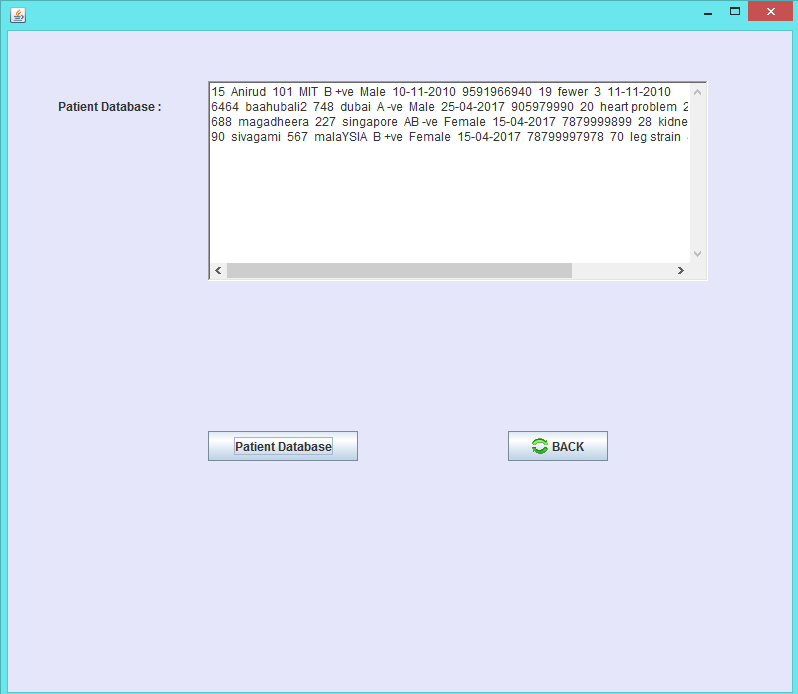 Patient Database :
15 Anirud 101 MIT B +ve Male 10-11-2010 9591966940 19 fewer 3 11-11-2010
6464 baahubali2 748 dubai A -ve Male 25-04-2017 905979990 20 heart problem 2
688 magadheera 227 singapore AB -ve Female 15-04-2017 7879999899 28 kidne
90 sivagami 567 malaYSIA B +ve Female 15-04-2017 78799997978 70 leg strain
Patient Database
BACK